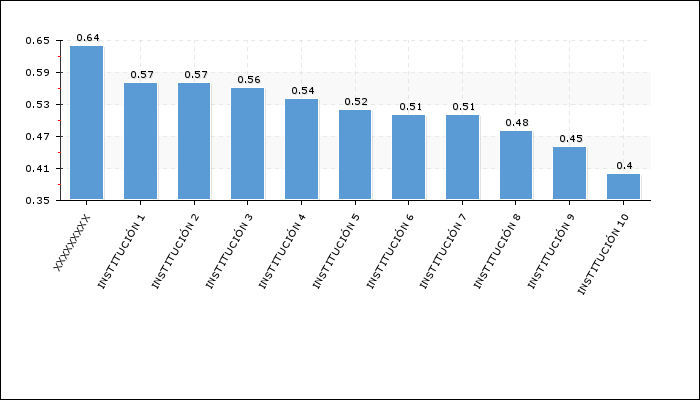 0.65
0.59
0.53
0.47
0.41
0.35
0.64
0.57
0.57
0.56
0.54
0.52
0.51
0.51
0.48
0.45
0.4
XXXXXXXXX
INSTITUCIÓN 1
INSTITUCIÓN 2
INSTITUCIÓN 3
INSTITUCIÓN 4
INSTITUCIÓN 5
INSTITUCIÓN 6
INSTITUCIÓN 7
INSTITUCIÓN 8
INSTITUCIÓN 9
INSTITUCIÓN 10